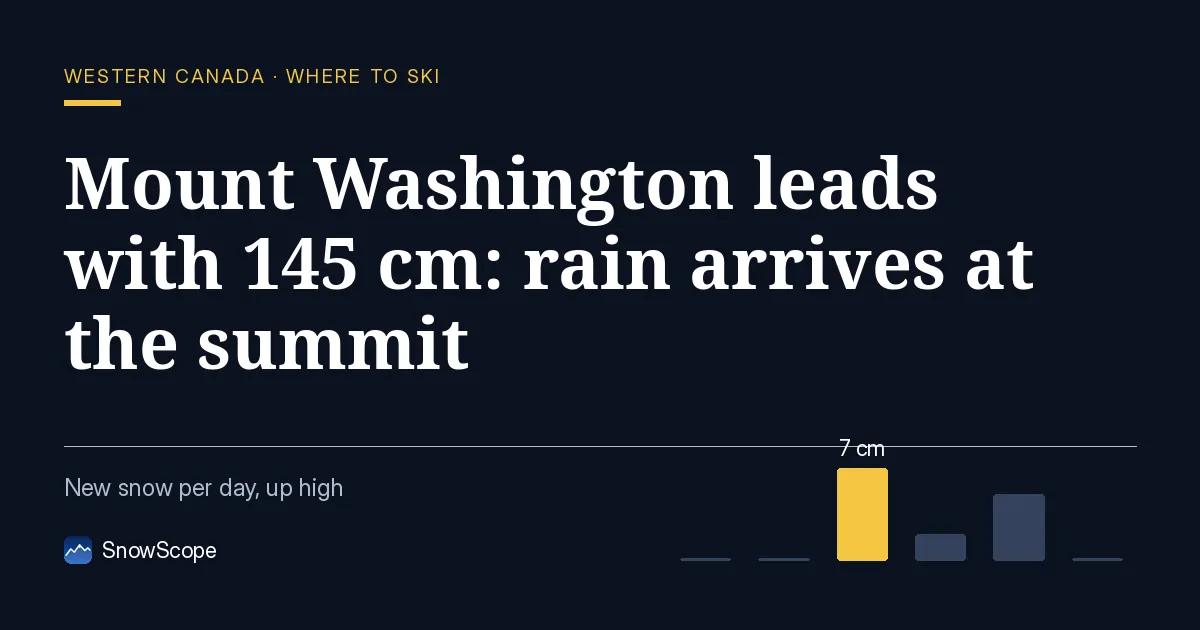 WESTERN CANADA · WHERE TO SKI
Mount Washington leads
with 145 cm: rain arrives at
the summit
7 cm
New snow per day, up high
SnowScope